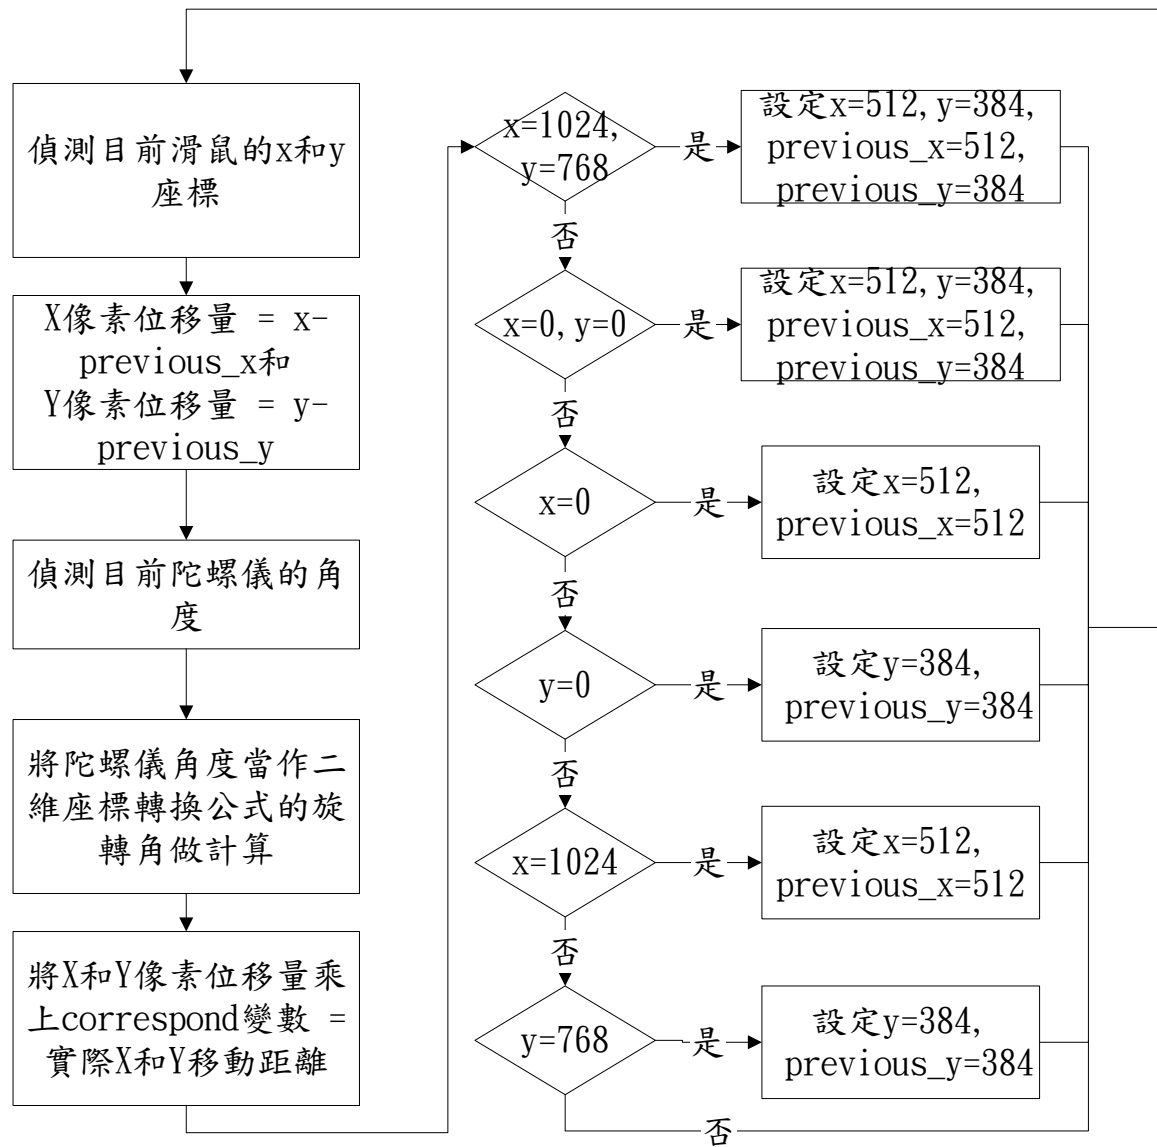 偵測目前滑鼠的x和y
座標
X像素位移量 = x-
previous_x和
Y像素位移量 = y-
previous_y
偵測目前陀螺儀的角
度
將陀螺儀角度當作二
維座標轉換公式的旋
轉角做計算
將X和Y像素位移量乘
上correspond變數 =
實際X和Y移動距離
x=1024,
y=768
是
設定x=512,y=384,
previous_x=512,
previous_y=384
否
x=0,y=0
是
設定x=512,y=384,
previous_x=512,
previous_y=384
否
x=0
是
設定x=512,
previous_x=512
否
y=0
是
設定y=384,
previous_y=384
否
x=1024
是
設定x=512,
previous_x=512
否
y=768
是
設定y=384,
previous_y=384
否